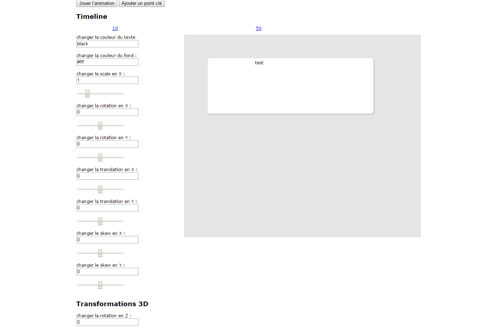 Jouer l'animation Ajouter un point clé
Timeline
10 50
changer la couleur du texte
black
changer la couleur du fond :
#fff
changer le scale en X :
1
changer la rotation en X :
0
changer la rotation en Y :
0
changer la translation en X :
0
changer la translation en Y :
0
changer le skew en X :
0
changer le skew en Y :
0
test
Transformations 3D
changer la rotation en Z :
0